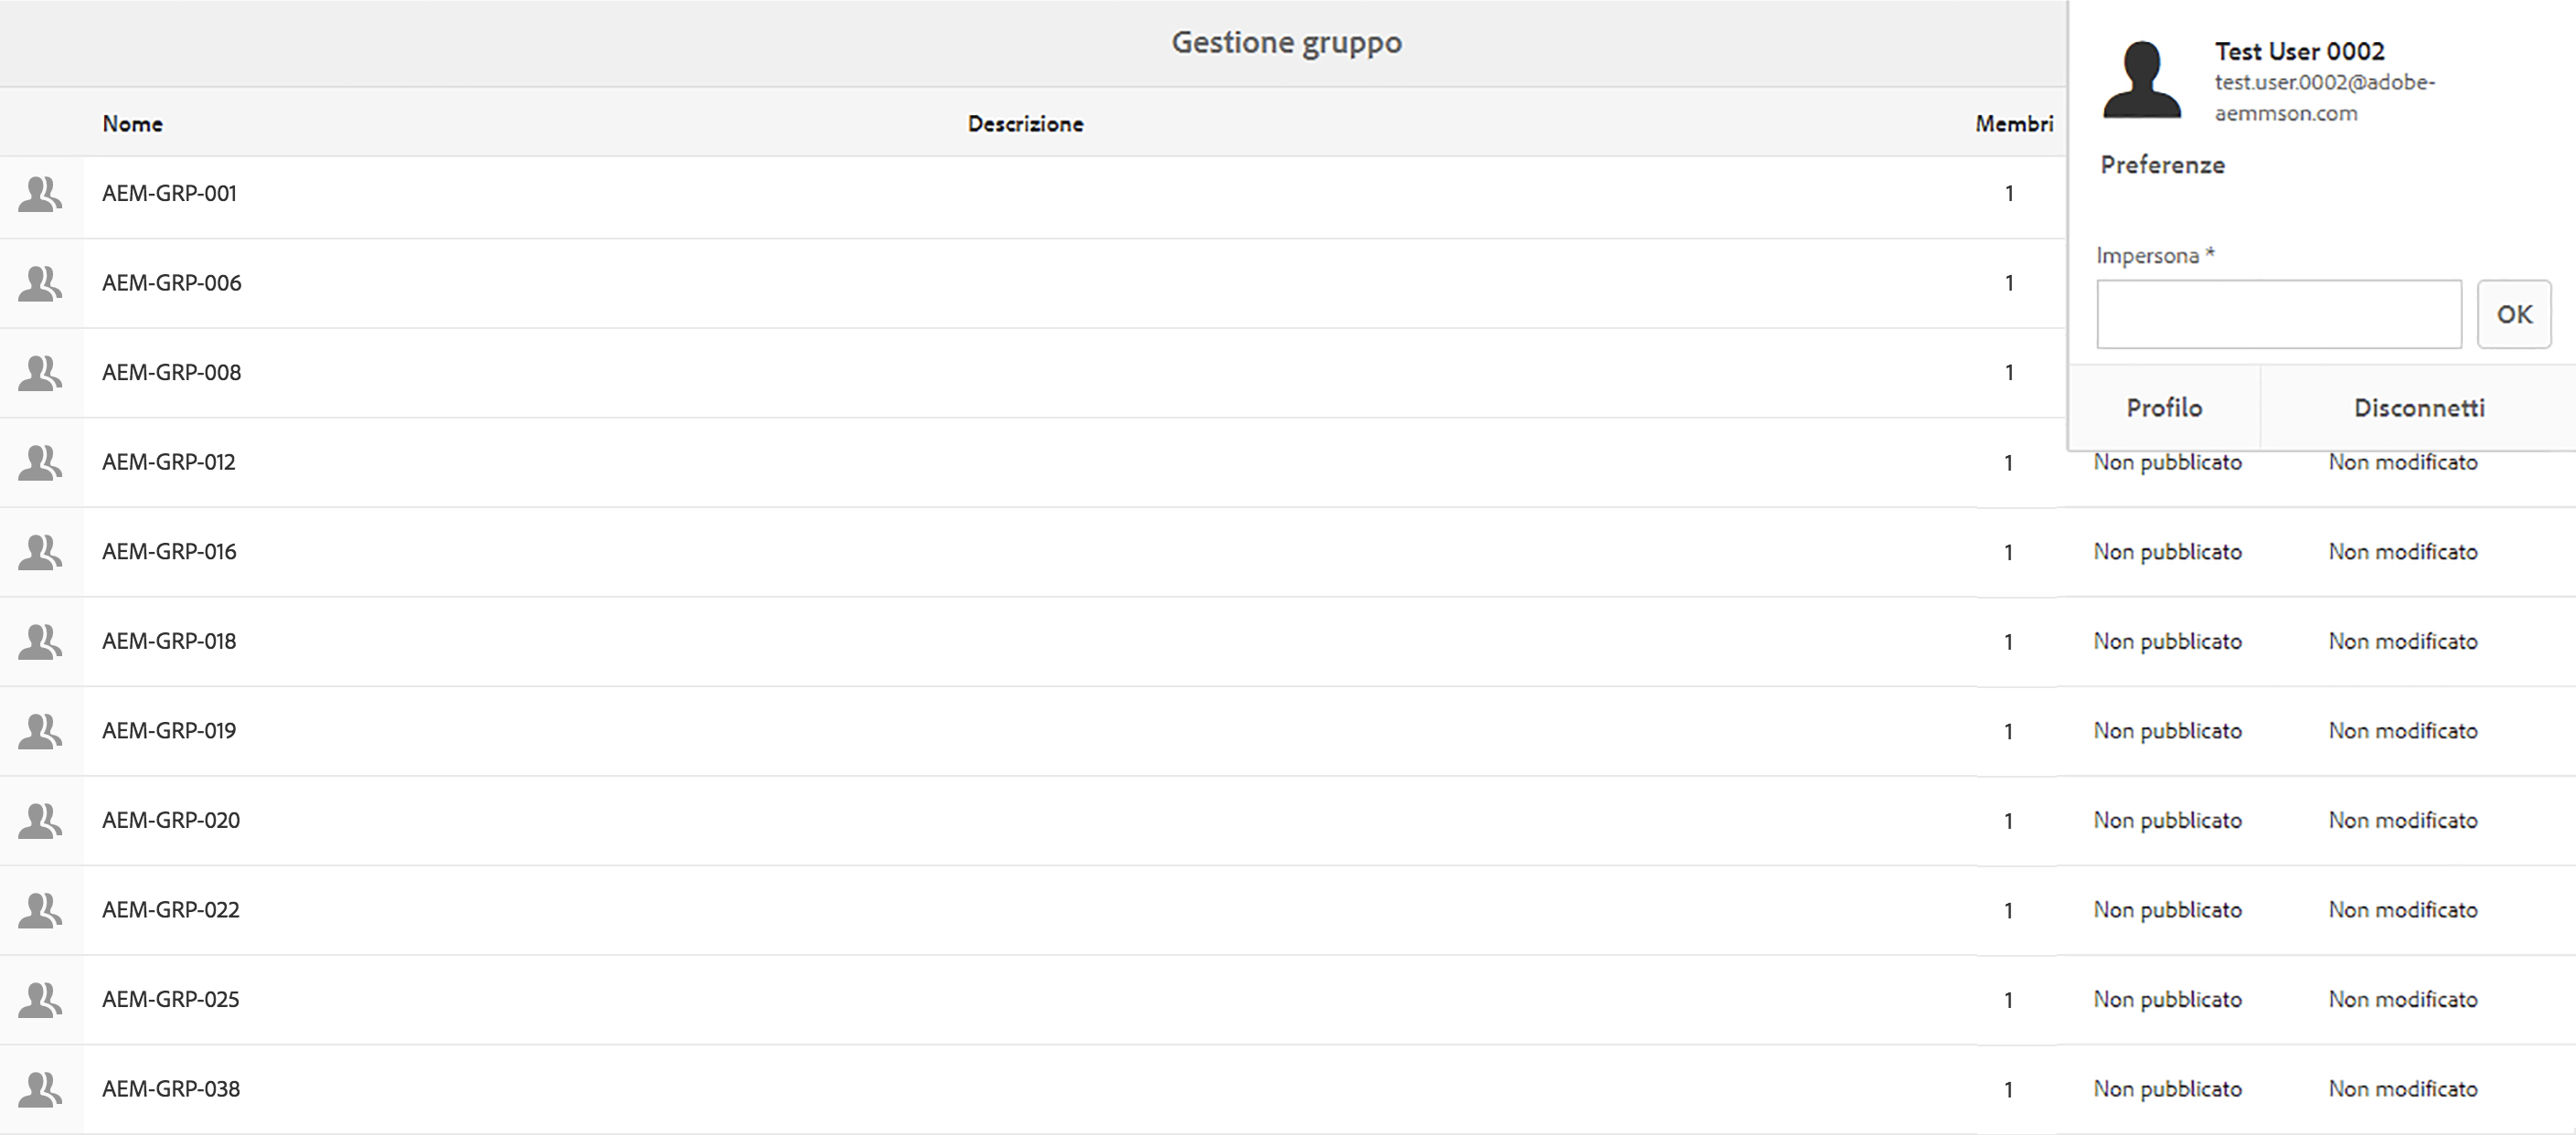 Gestione gruppo
Nome Descrizione Membri
AEM-GRP-001 1
AEM-GRP-006 1
AEM-GRP-008 1
AEM-GRP-012 1 Non pubblicato Non modificato
AEM-GRP-016 1 Non pubblicato Non modificato
AEM-GRP-018 1 Non pubblicato Non modificato
AEM-GRP-019 1 Non pubblicato Non modificato
AEM-GRP-020 1 Non pubblicato Non modificato
AEM-GRP-022 1 Non pubblicato Non modificato
AEM-GRP-025 1 Non pubblicato Non modificato
AEM-GRP-038 1 Non pubblicato Non modificato
Test User 0002
test.user.0002@adobe-
aemmson.com
Preferenze
Impersona *
OK
Profilo Disconnetti